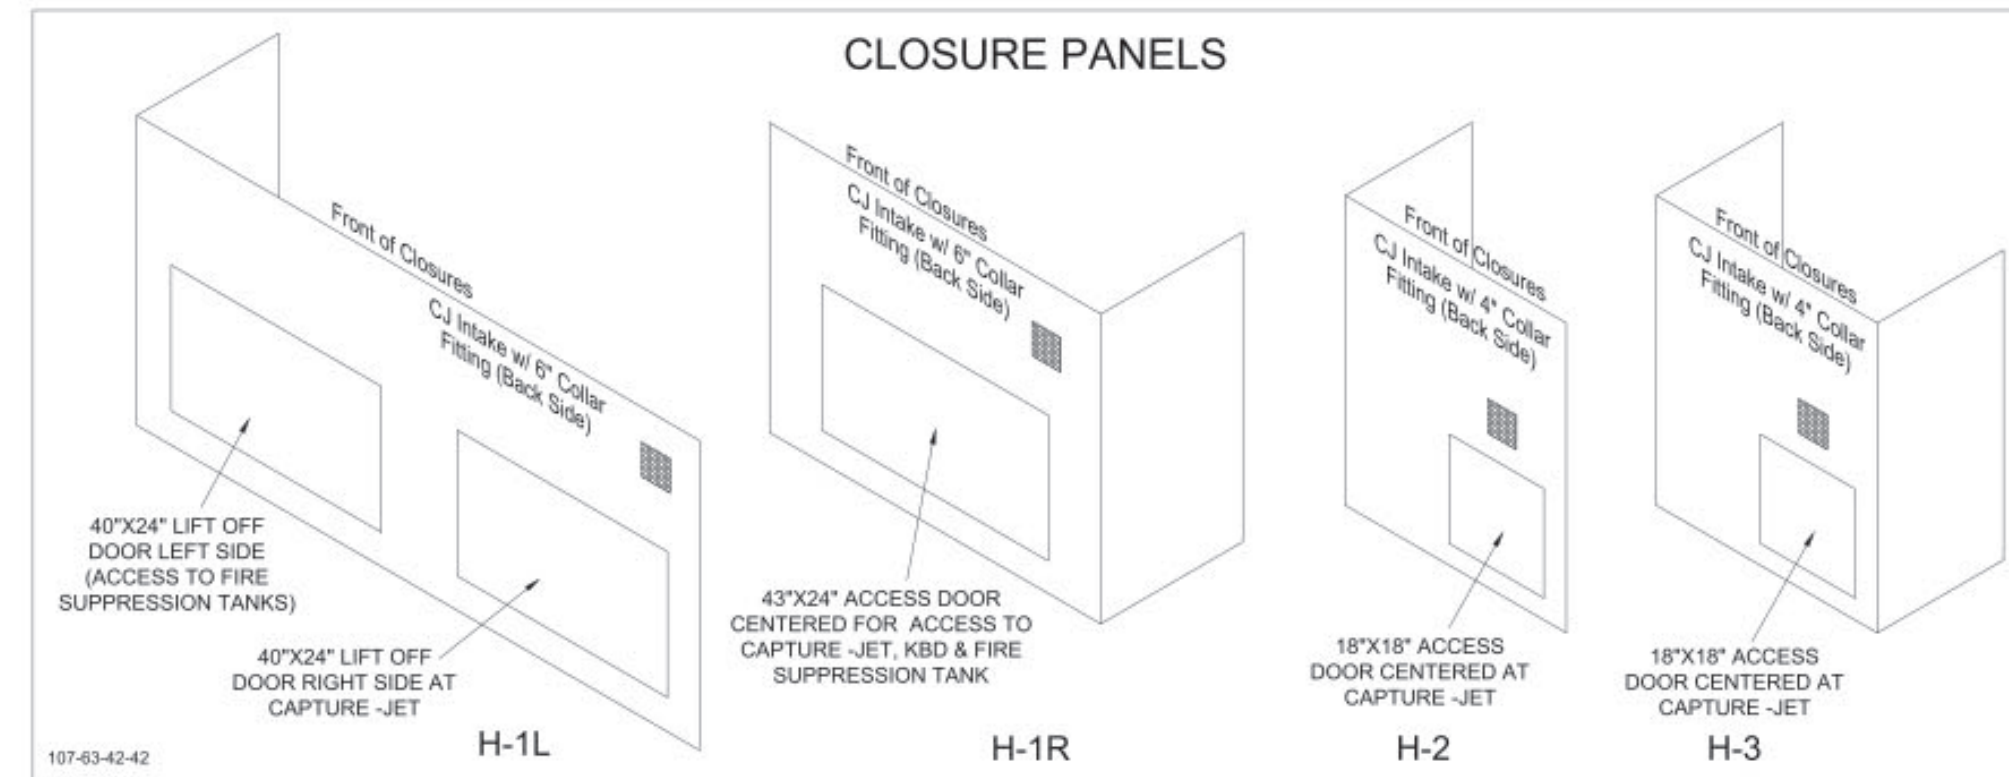 CLOSURE PANELS
Front of Closures
CJ Intake w/ 6" Collar
Fitting (Back Side)
40"X24" LIFT OFF
DOOR LEFT SIDE
(ACCESS TO FIRE
SUPPRESSION TANKS)
40"X24" LIFT OFF
DOOR RIGHT SIDE AT
CAPTURE -JET
H-1L
Front of Closures
CJ Intake w/ 6" Collar
Fitting (Back Side)
43"X24" ACCESS DOOR
CENTERED FOR ACCESS TO
CAPTURE -JET, KBD & FIRE
SUPPRESSION TANK
H-1R
Front of Closures
CJ Intake w/ 4" Collar
Fitting (Back Side)
18"X18" ACCESS
DOOR CENTERED AT
CAPTURE -JET
H-2
Front of Closures
CJ Intake w/ 4" Collar
Fitting (Back Side)
18"X18" ACCESS
DOOR CENTERED AT
CAPTURE -JET
H-3
107-63-42-42